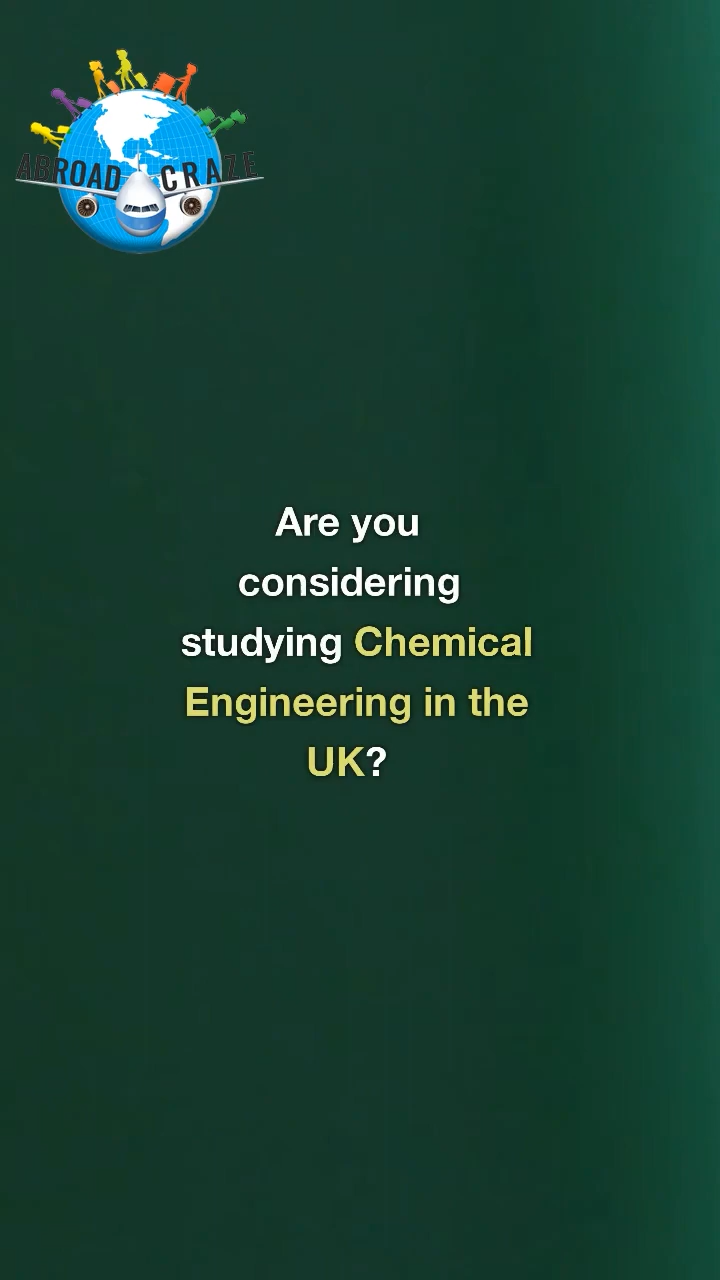 ABROAD CRAZE
Are you
considering
studying Chemical
Engineering in the
UK?